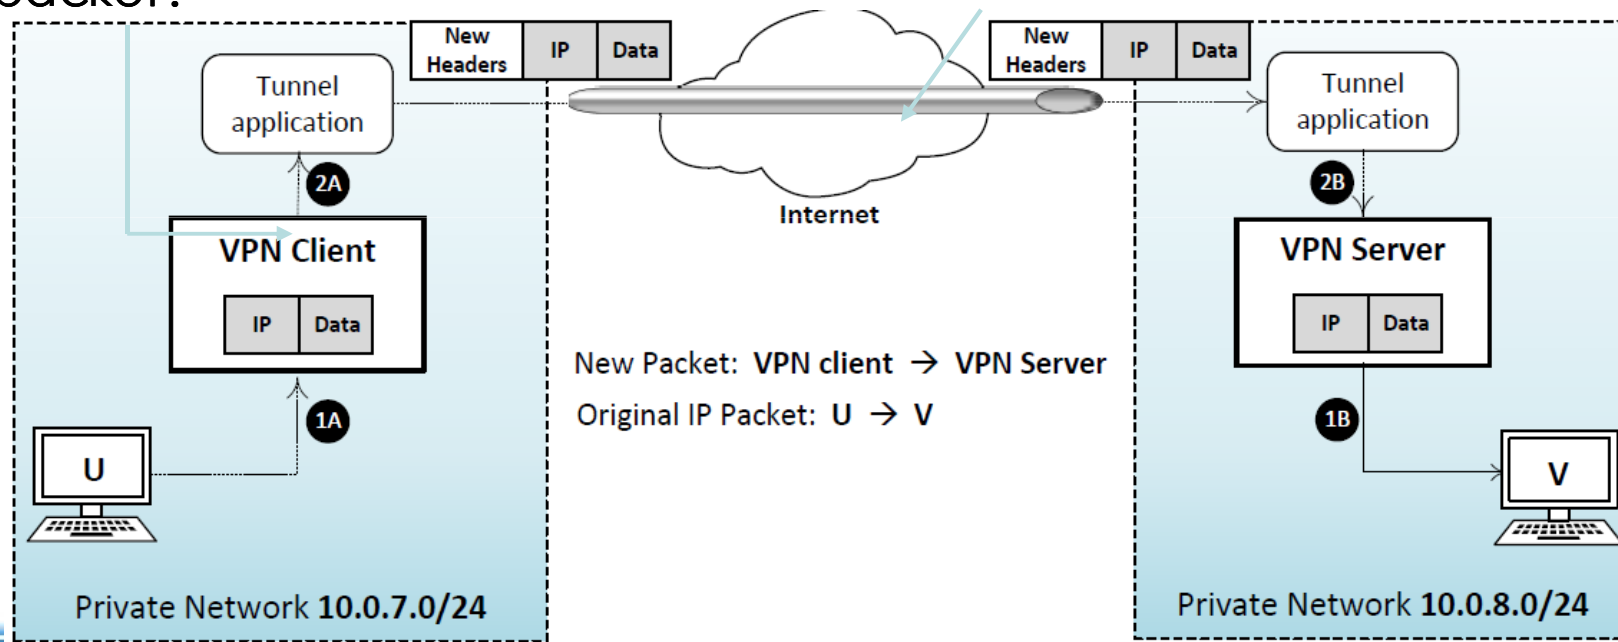 packet.
New
Headers
IP
Data
New
Headers
IP
Data
Tunnel
application
Tunnel
application
2A
2B
Internet
VPN Client
VPN Server
IP
Data
IP
Data
New Packet: VPN client → VPN Server
Original IP Packet: U → V
1A
1B
U
V
Private Network 10.0.7.0/24
Private Network 10.0.8.0/24